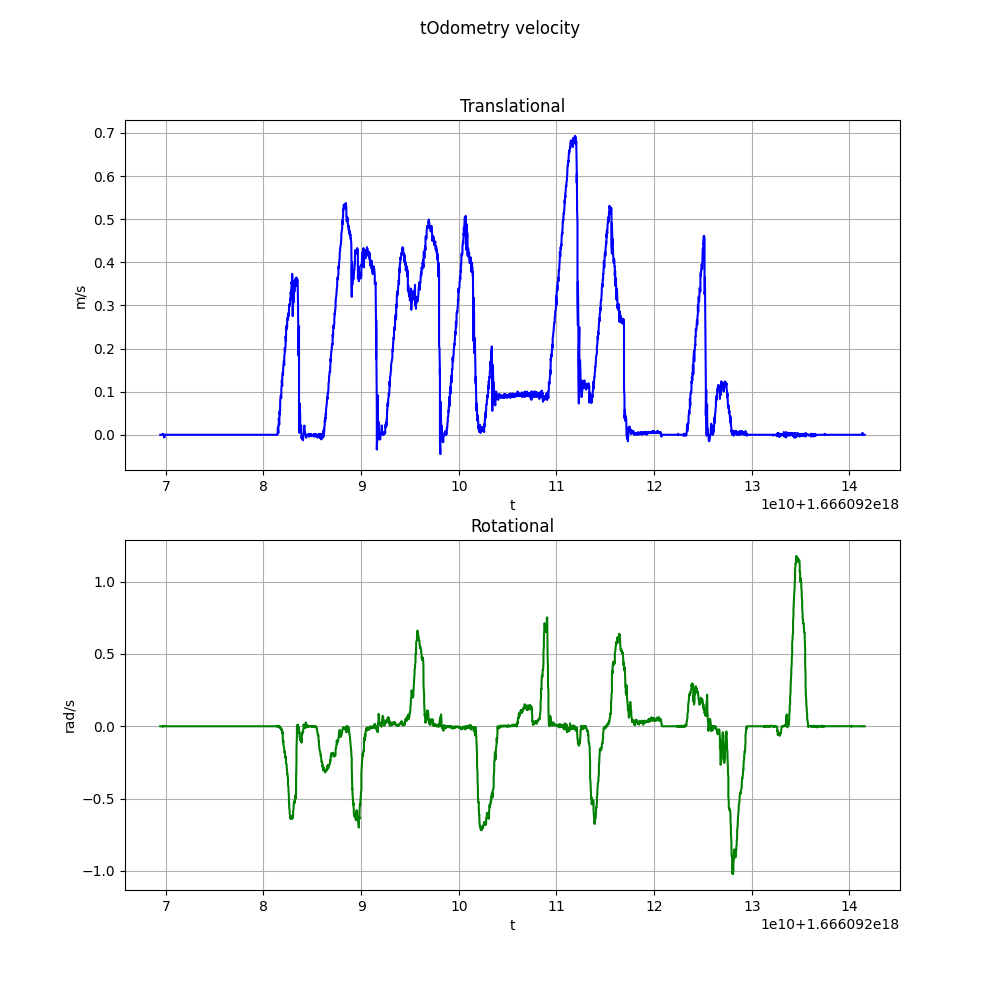 tOdometry velocity
Translational
0.7
0.6
0.5
0.4
0.3
0.2
0.1
0.0
m/s
7 8 9 10 11 12 13 14
t
1e10+1.666092e18
Rotational
1.0
0.5
0.0
−0.5
−1.0
rad/s
7 8 9 10 11 12 13 14
t
1e10+1.666092e18